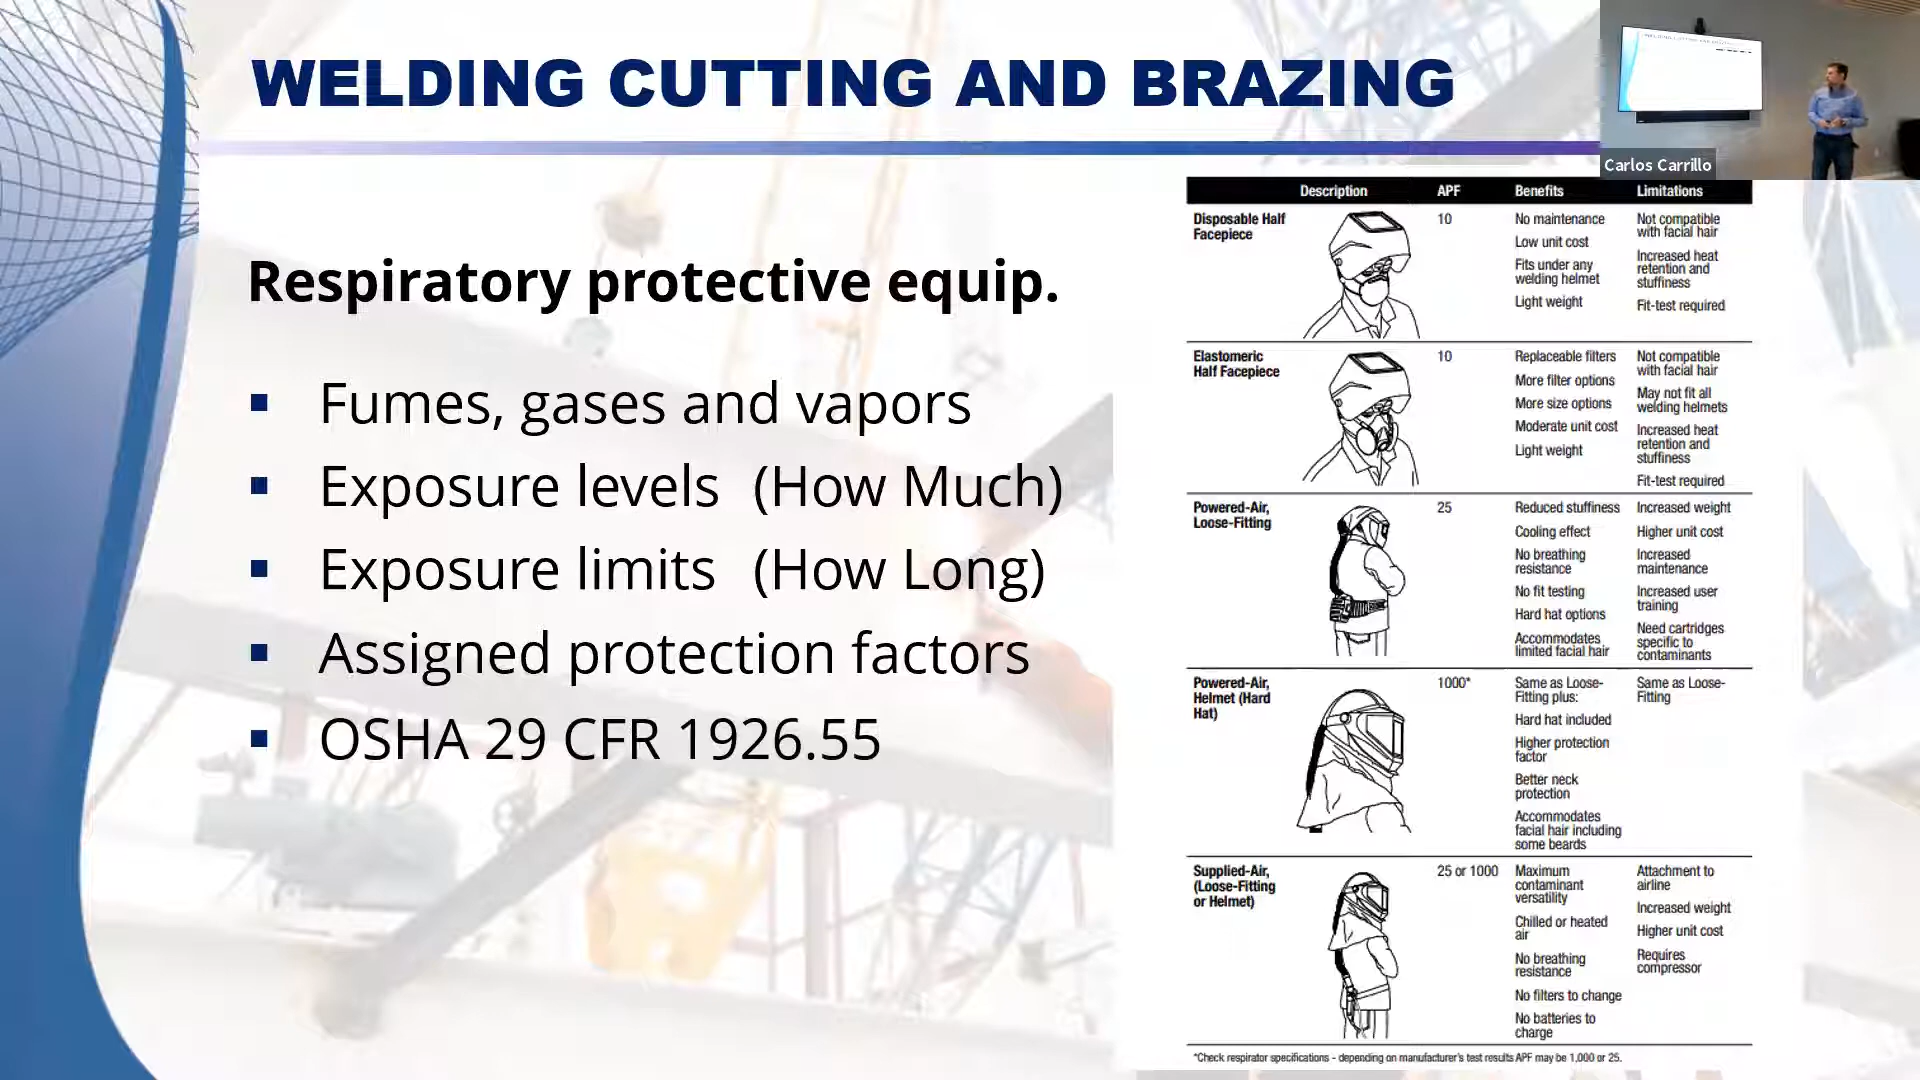 WELDING CUTTING AND BRAZING
Carlos Carrillo
Respiratory protective equip.
▪ Fumes, gases and vapors
▪ Exposure levels (How Much)
▪ Exposure limits (How Long)
▪ Assigned protection factors
▪ OSHA 29 CFR 1926.55
Description APF Benefits Limitations
Disposable Half
Facepiece
10
No maintenance
Low unit cost
Fits under any
welding helmet
Light weight
Not compatible
with facial hair
Increased heat
retention and
stuffiness
Fit-test required
Elastomeric
Half Facepiece
10
Replaceable filters
More filter options
More size options
Moderate unit cost
Light weight
Not compatible
with facial hair
May not fit all
welding helmets
Increased heat
retention and
stuffiness
Fit-test required
Powered-Air,
Loose-Fitting
25
Reduced stuffiness
Cooling effect
No breathing
resistance
No fit testing
Hard hat options
Accommodates
limited facial hair
Increased weight
Higher unit cost
Increased
maintenance
Increased user
training
Need cartridges
specific to
contaminants
Powered-Air,
Helmet (Hard
Hat)
1000*
Same as Loose-
Fitting plus:
Hard hat included
Higher protection
factor
Better neck
protection
Accommodates
facial hair including
some beards
Same as Loose-
Fitting
Supplied-Air,
(Loose-Fitting
or Helmet)
25 or 1000
Maximum
contaminant
versatility
Chilled or heated
air
No breathing
resistance
No filters to change
No batteries to
charge
Attachment to
airline
Increased weight
Higher unit cost
Requires
compressor
*Check respirator specifications - depending on manufacturer's test results APF may be 1,000 or 25.